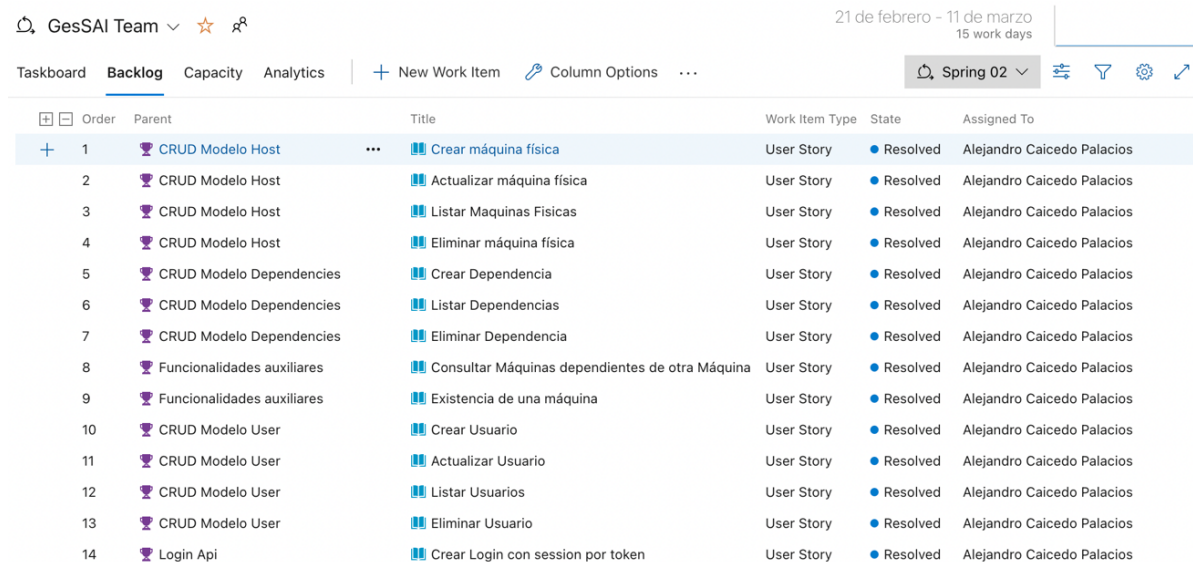 GesSAI Team
21 de febrero - 11 de marzo
15 work days
Taskboard Backlog Capacity Analytics New Work Item Column Options ... Spring 02
Order Parent Title Work Item Type State Assigned To
1 CRUD Modelo Host ... Crear máquina física User Story Resolved Alejandro Caicedo Palacios
2 CRUD Modelo Host Actualizar máquina física User Story Resolved Alejandro Caicedo Palacios
3 CRUD Modelo Host Listar Maquinas Fisicas User Story Resolved Alejandro Caicedo Palacios
4 CRUD Modelo Host Eliminar máquina física User Story Resolved Alejandro Caicedo Palacios
5 CRUD Modelo Dependencies Crear Dependencia User Story Resolved Alejandro Caicedo Palacios
6 CRUD Modelo Dependencies Listar Dependencias User Story Resolved Alejandro Caicedo Palacios
7 CRUD Modelo Dependencies Eliminar Dependencia User Story Resolved Alejandro Caicedo Palacios
8 Funcionalidades auxiliares Consultar Máquinas dependientes de otra Máquina User Story Resolved Alejandro Caicedo Palacios
9 Funcionalidades auxiliares Existencia de una máquina User Story Resolved Alejandro Caicedo Palacios
10 CRUD Modelo User Crear Usuario User Story Resolved Alejandro Caicedo Palacios
11 CRUD Modelo User Actualizar Usuario User Story Resolved Alejandro Caicedo Palacios
12 CRUD Modelo User Listar Usuarios User Story Resolved Alejandro Caicedo Palacios
13 CRUD Modelo User Eliminar Usuario User Story Resolved Alejandro Caicedo Palacios
14 Login Api Crear Login con session por token User Story Resolved Alejandro Caicedo Palacios